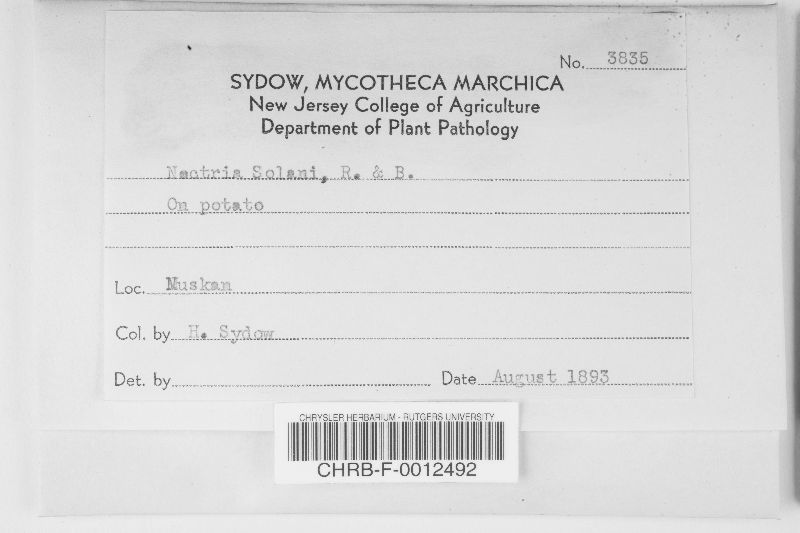 No. 3835
SYDOW, MYCOTHECA MARCHICA
New Jersey College of Agriculture
Department of Plant Pathology
Nectria Solani, R. & B.
On potato
Loc. Muskan
Col. by H. Sydow
Det. by Date August 1893
CHRYSLER HERBARIUM - RUTGERS UNIVERSITY
CHRB-F-0012492